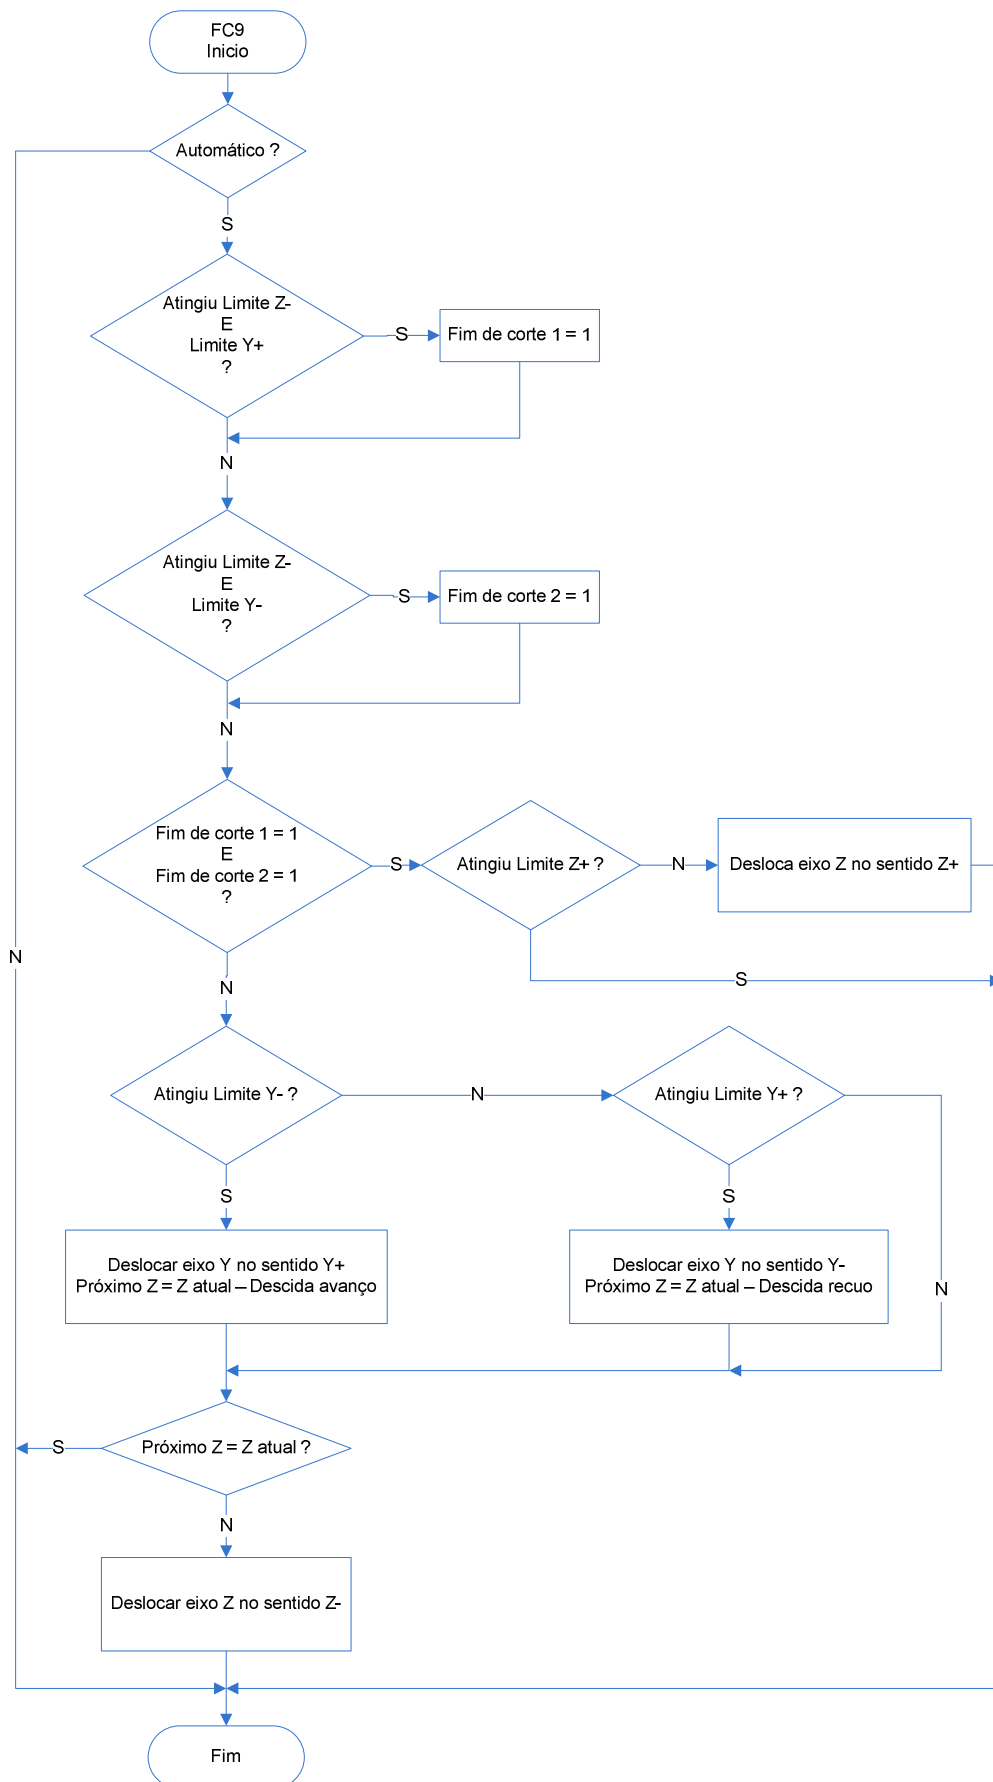 FC9
Inicio
Automático ?
S
Atingiu Limite Z-
E
Limite Y+
?
S
Fim de corte 1 = 1
N
Atingiu Limite Z-
E
Limite Y-
?
S
Fim de corte 2 = 1
N
Fim de corte 1 = 1
E
Fim de corte 2 = 1
?
S
Atingiu Limite Z+ ?
N
Desloca eixo Z no sentido Z+
N
S
N
Atingiu Limite Y- ?
N
Atingiu Limite Y+ ?
S
S
Deslocar eixo Y no sentido Y+
Próximo Z = Z atual – Descida avanço
Deslocar eixo Y no sentido Y-
Próximo Z = Z atual – Descida recuo
N
S
Próximo Z = Z atual ?
N
Deslocar eixo Z no sentido Z-
Fim